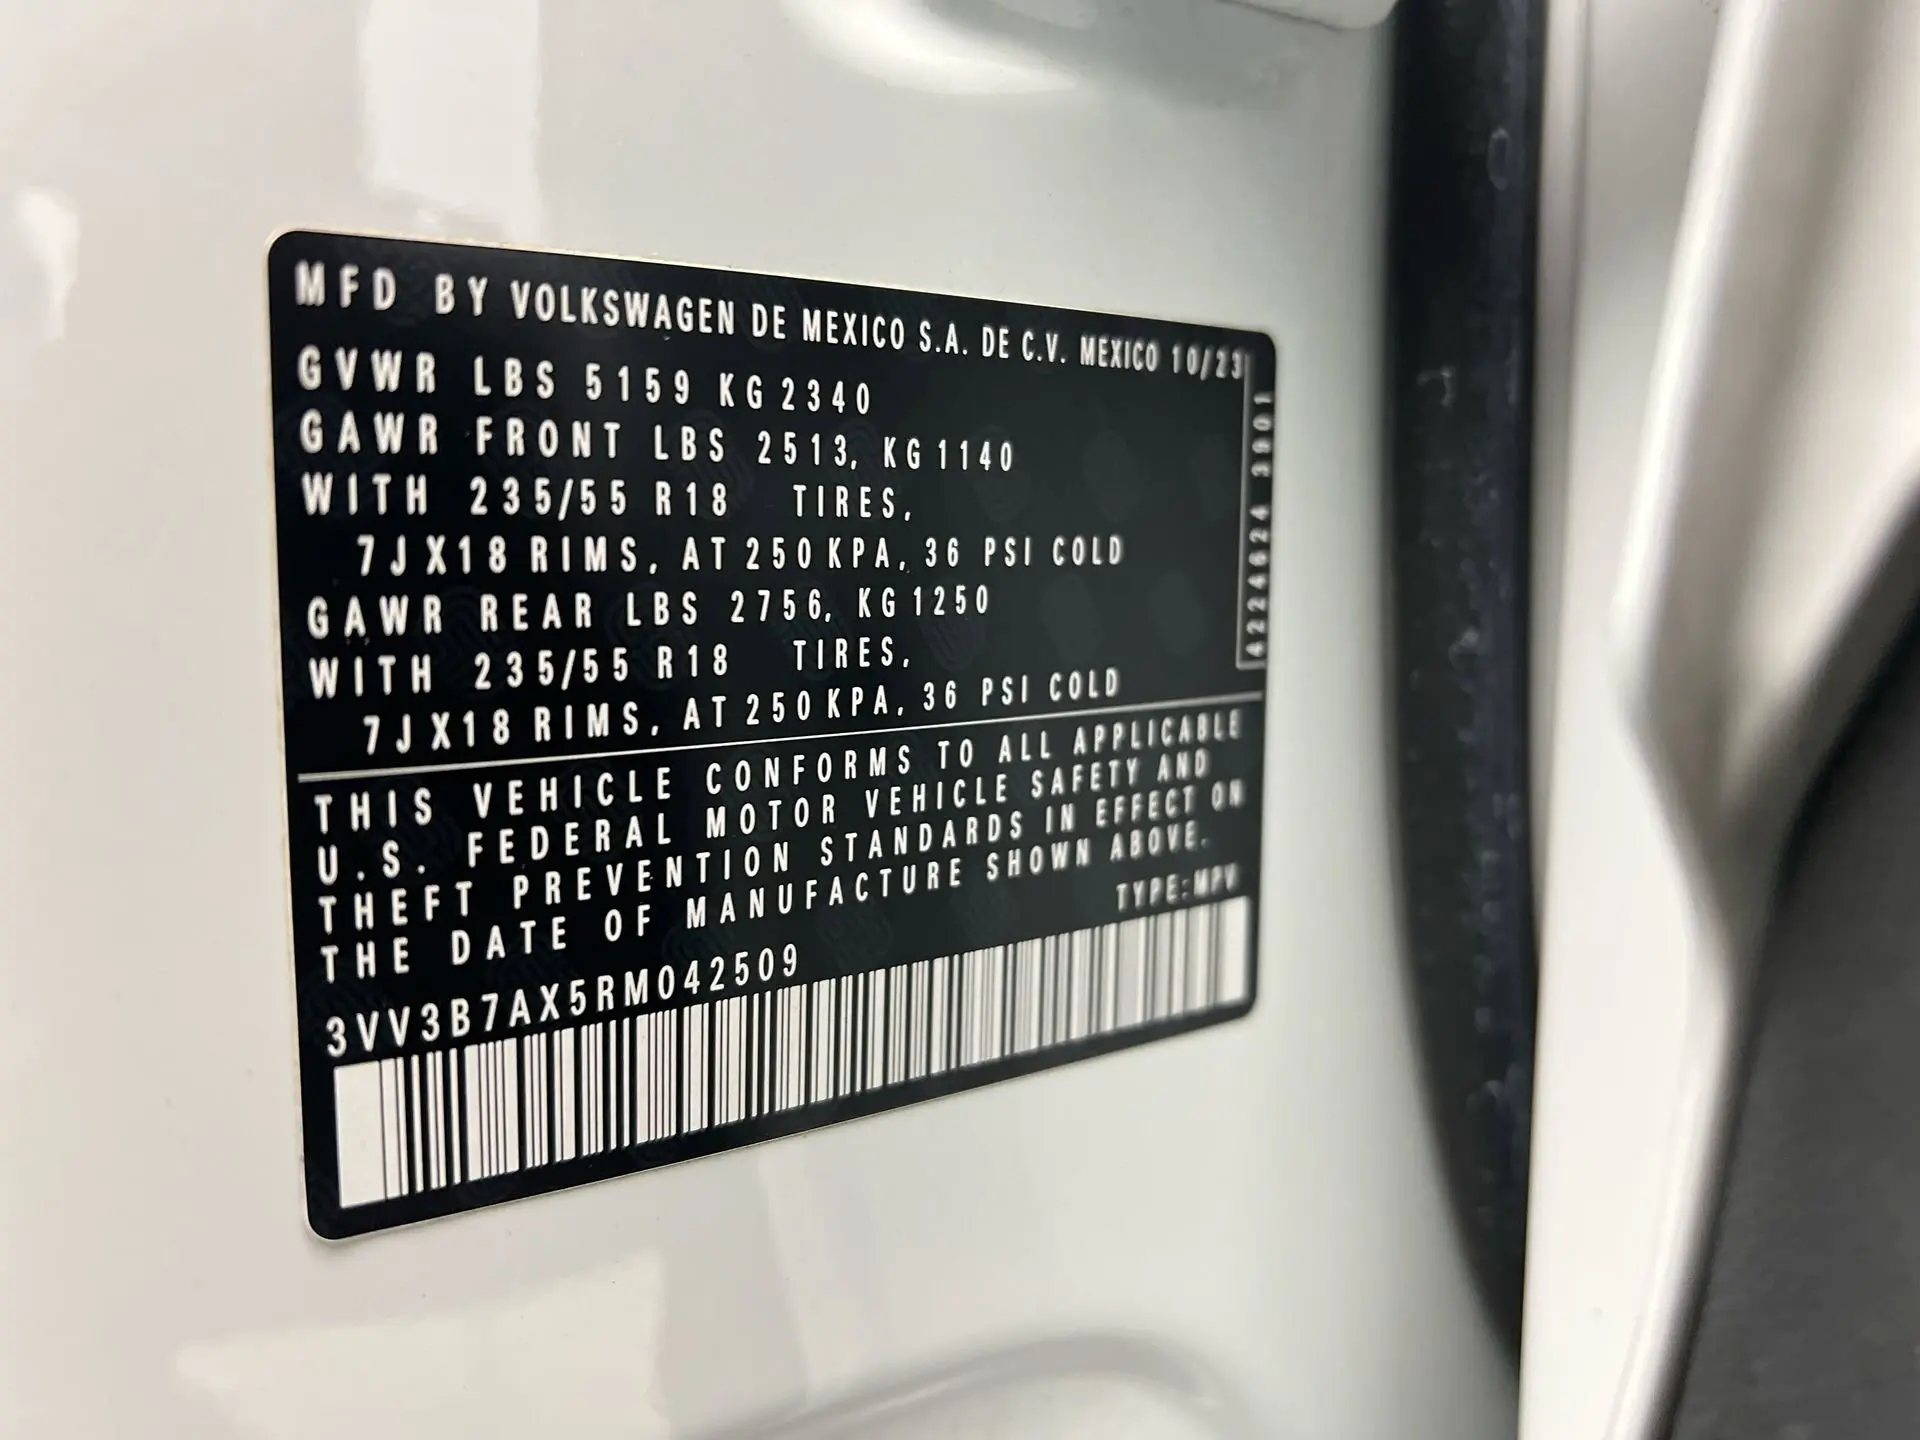 MFD BY VOLKSWAGEN DE MEXICO S.A. DE C.V. MEXICO 10/23
GVWR LBS 5159 KG 2340
GAWR FRONT LBS 2513, KG 1140
WITH 235/55 R18 TIRES,
7J X18 RIMS, AT 250 KPA, 36 PSI COLD
GAWR REAR LBS 2756, KG 1250
WITH 235/55 R18 TIRES,
7J X18 RIMS, AT 250 KPA, 36 PSI COLD
THIS VEHICLE CONFORMS TO ALL APPLICABLE
U.S. FEDERAL MOTOR VEHICLE SAFETY AND
THEFT PREVENTION STANDARDS IN EFFECT ON
THE DATE OF MANUFACTURE SHOWN ABOVE.
TYPE:MPV
3VV3B7AX5RM042509
4224624 3901